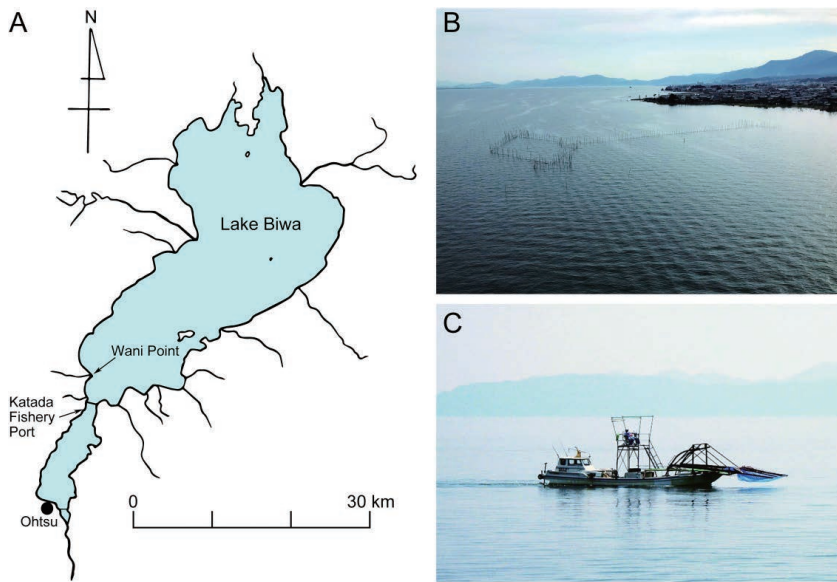 A
N
Lake Biwa
Wani Point
Katada
Fishery
Port
Ohtsu
0
30 km
B
C